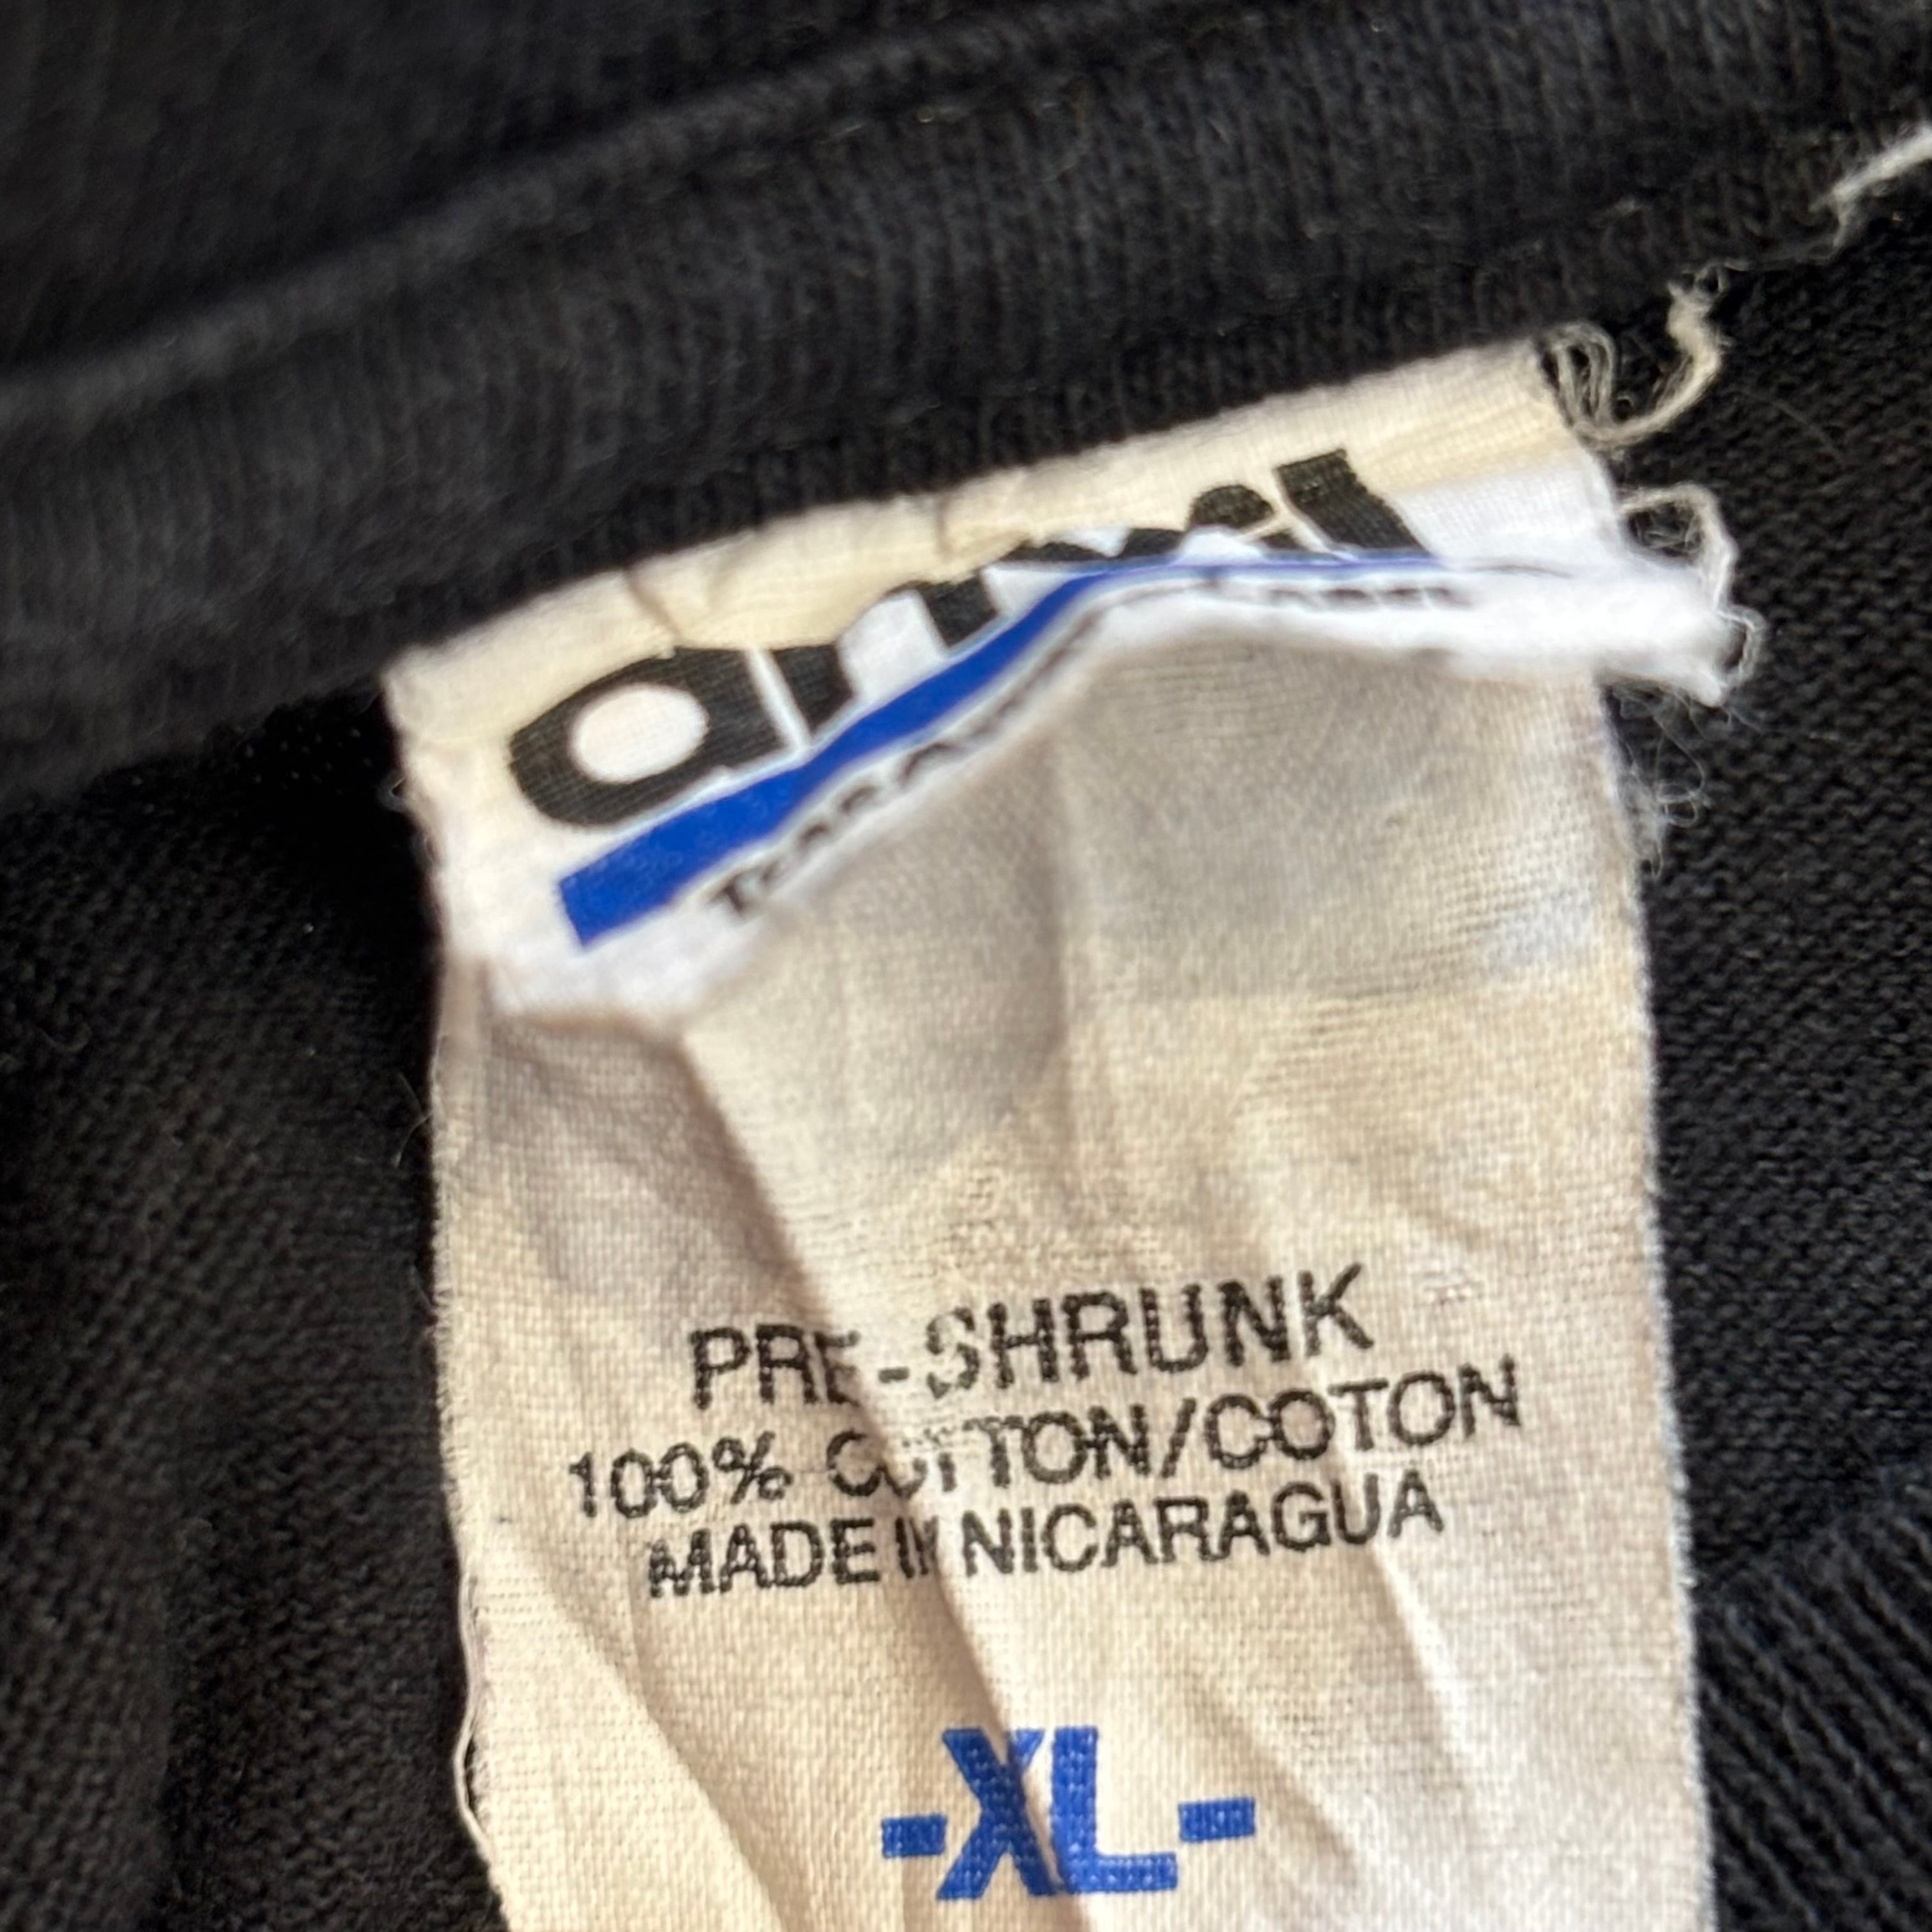 PRE-SHRUNK
100% COTTON/COTON
MADE IN NICARAGUA
-XL-